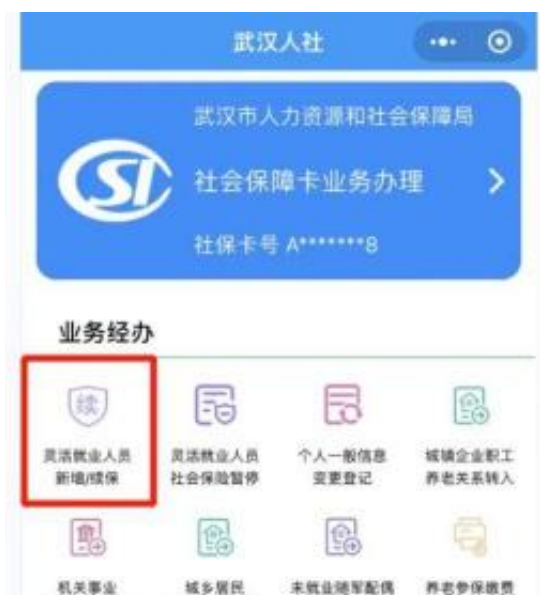 武汉人社
武汉市人力资源和社会保障局
SI
社会保障卡业务办理
社保卡号 A*******8
业务经办
续
灵活就业人员
新增/续保
灵活就业人员
社会保险暂停
个人一般信息
变更登记
城镇企业职工
养老关系转入
机关事业
城乡居民
未就业随军配偶
养老参保缴费